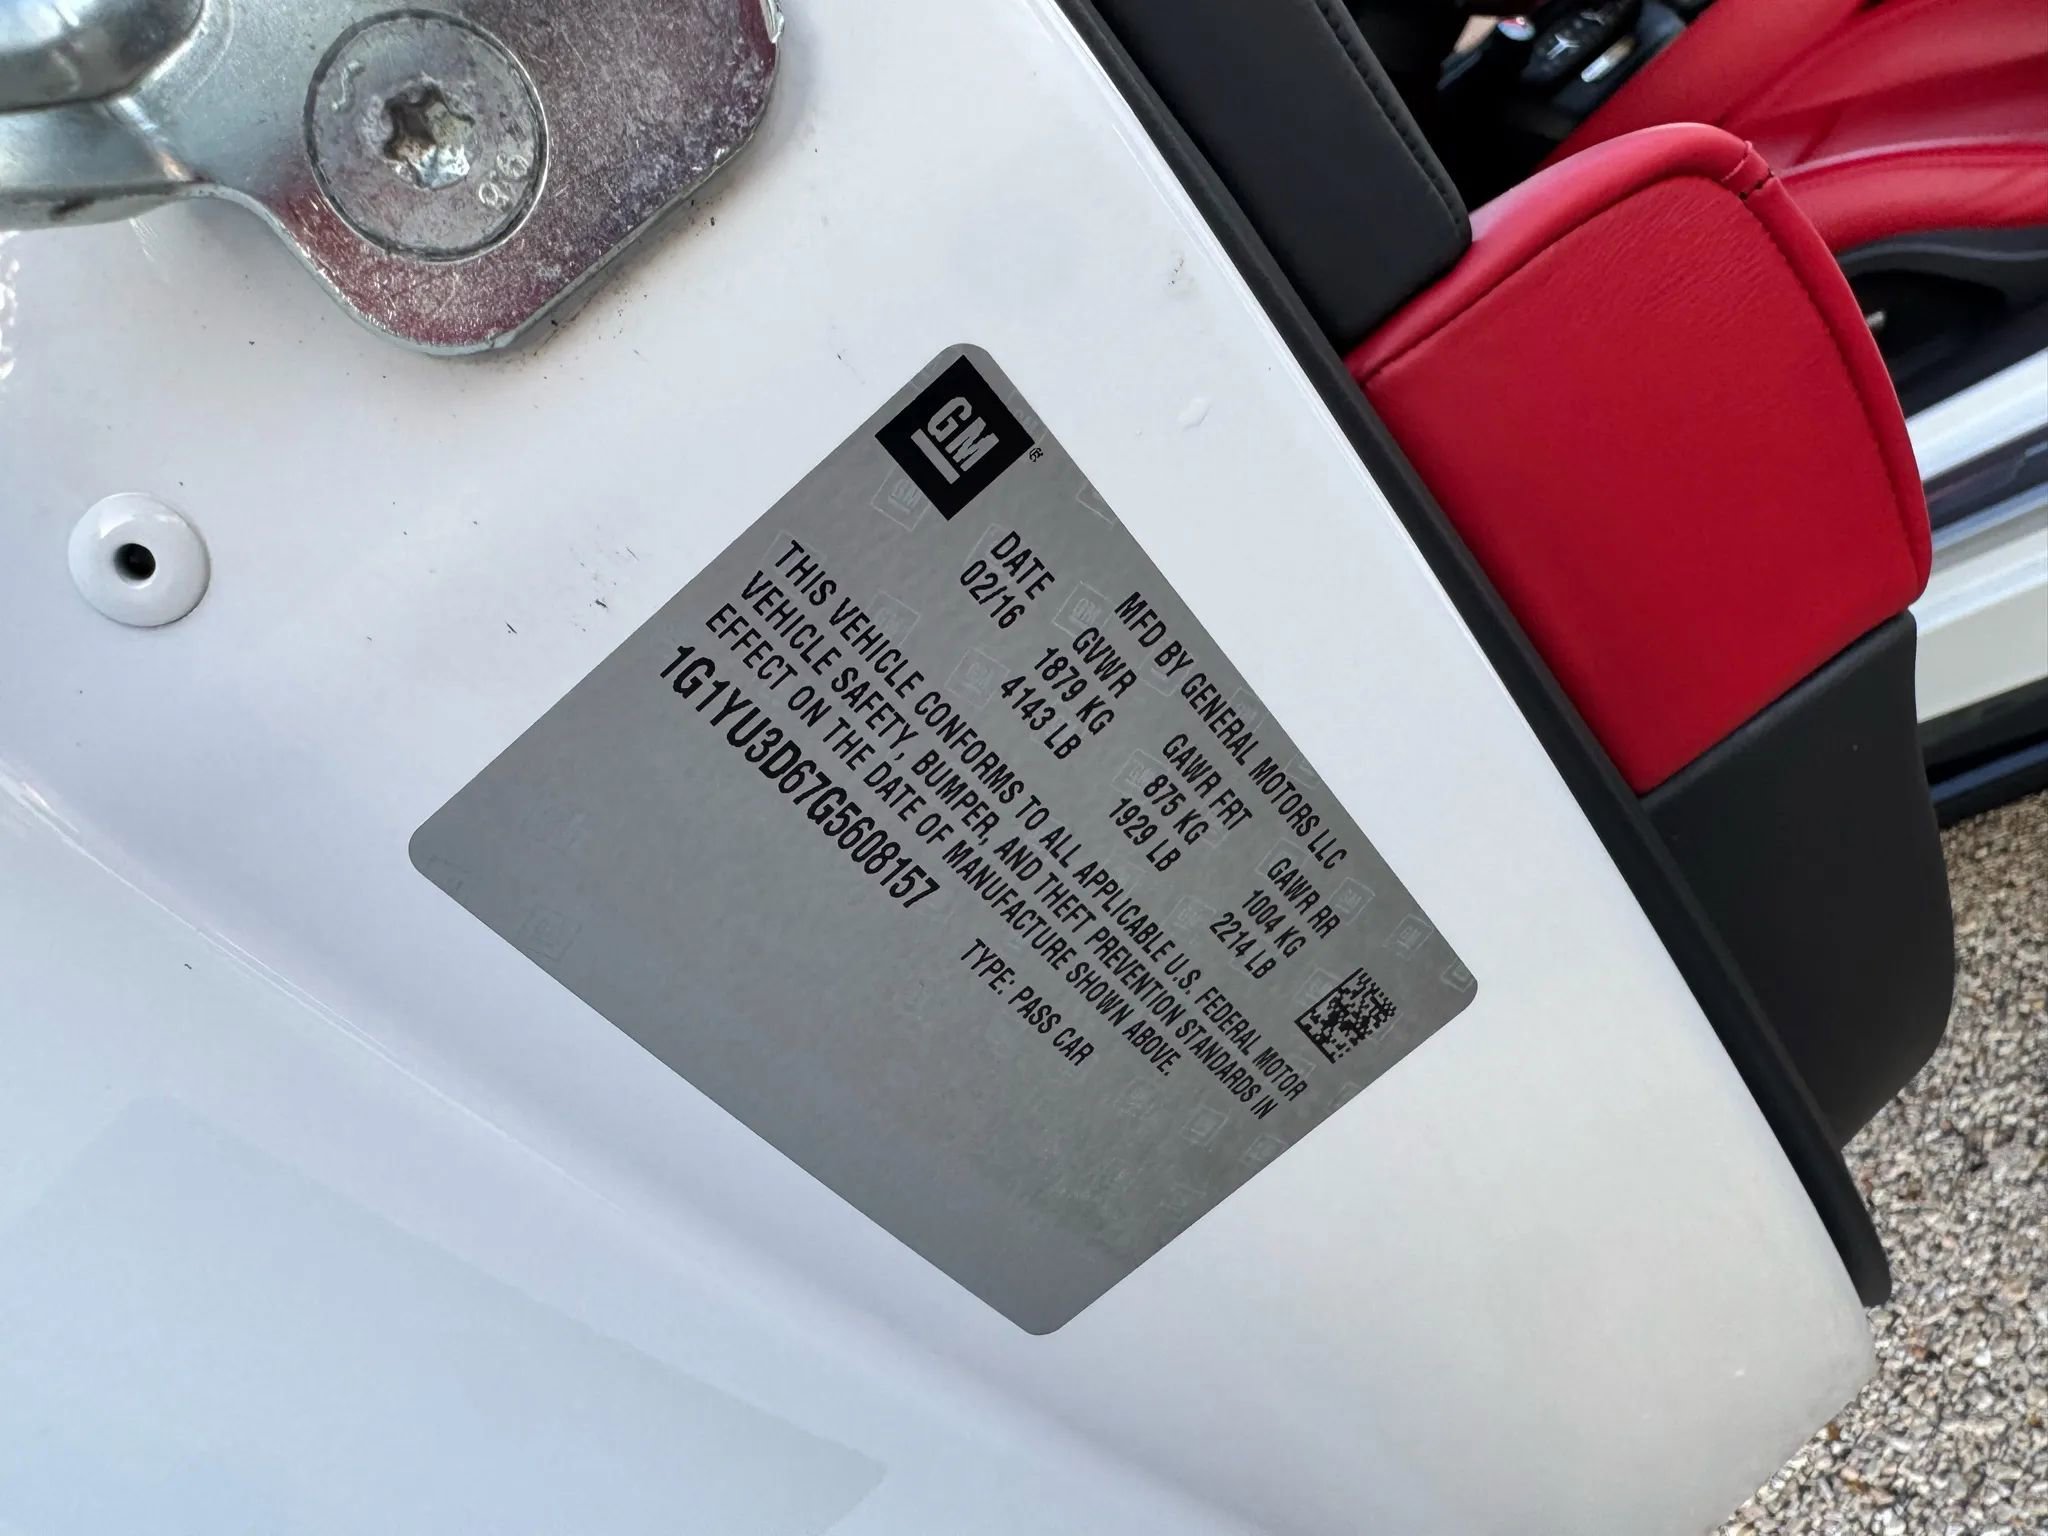 96
GM
®
MFD BY GENERAL MOTORS LLC
DATE GVWR GAWR FRT GAWR RR
02/16 1879 KG 875 KG 1004 KG
4143 LB 1929 LB 2214 LB
THIS VEHICLE CONFORMS TO ALL APPLICABLE U.S. FEDERAL MOTOR
VEHICLE SAFETY, BUMPER, AND THEFT PREVENTION STANDARDS IN
EFFECT ON THE DATE OF MANUFACTURE SHOWN ABOVE.
1G1YU3D67G5608157 TYPE: PASS CAR